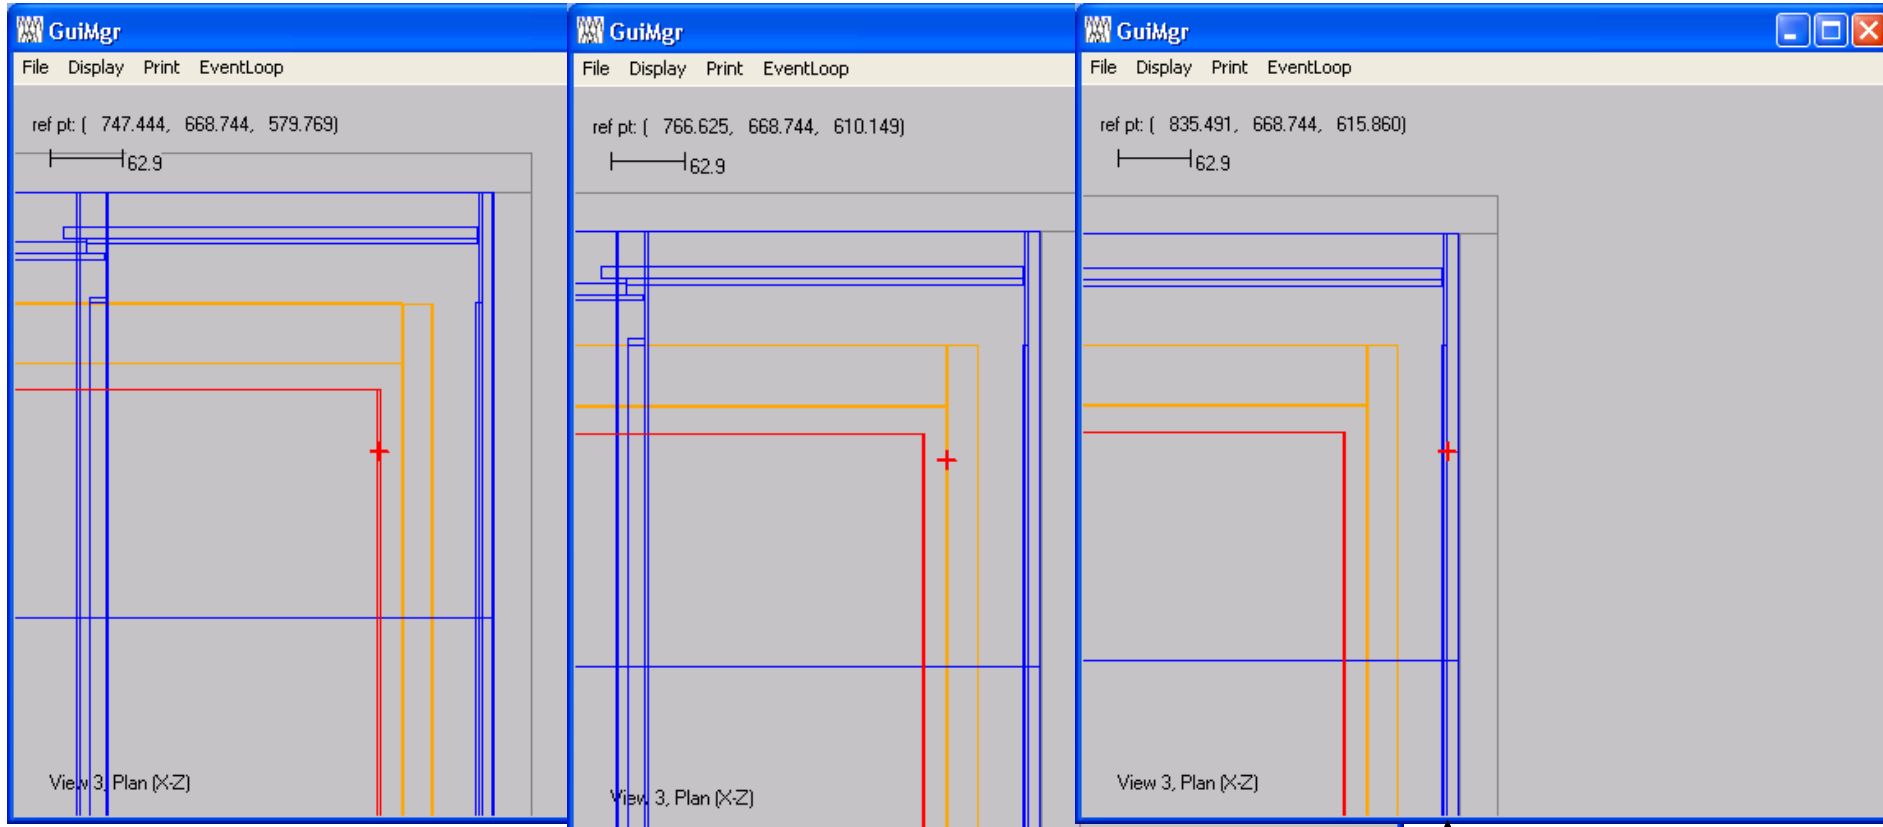 GuiMgr
File Display Print EventLoop
ref pt: ( 747.444, 668.744, 579.769)
62.9
View 3, Plan (X-Z)
GuiMgr
File Display Print EventLoop
ref pt: ( 766.625, 668.744, 610.149)
62.9
View 3, Plan (X-Z)
GuiMgr
File Display Print EventLoop
ref pt: ( 835.491, 668.744, 615.860)
62.9
View 3, Plan (X-Z)